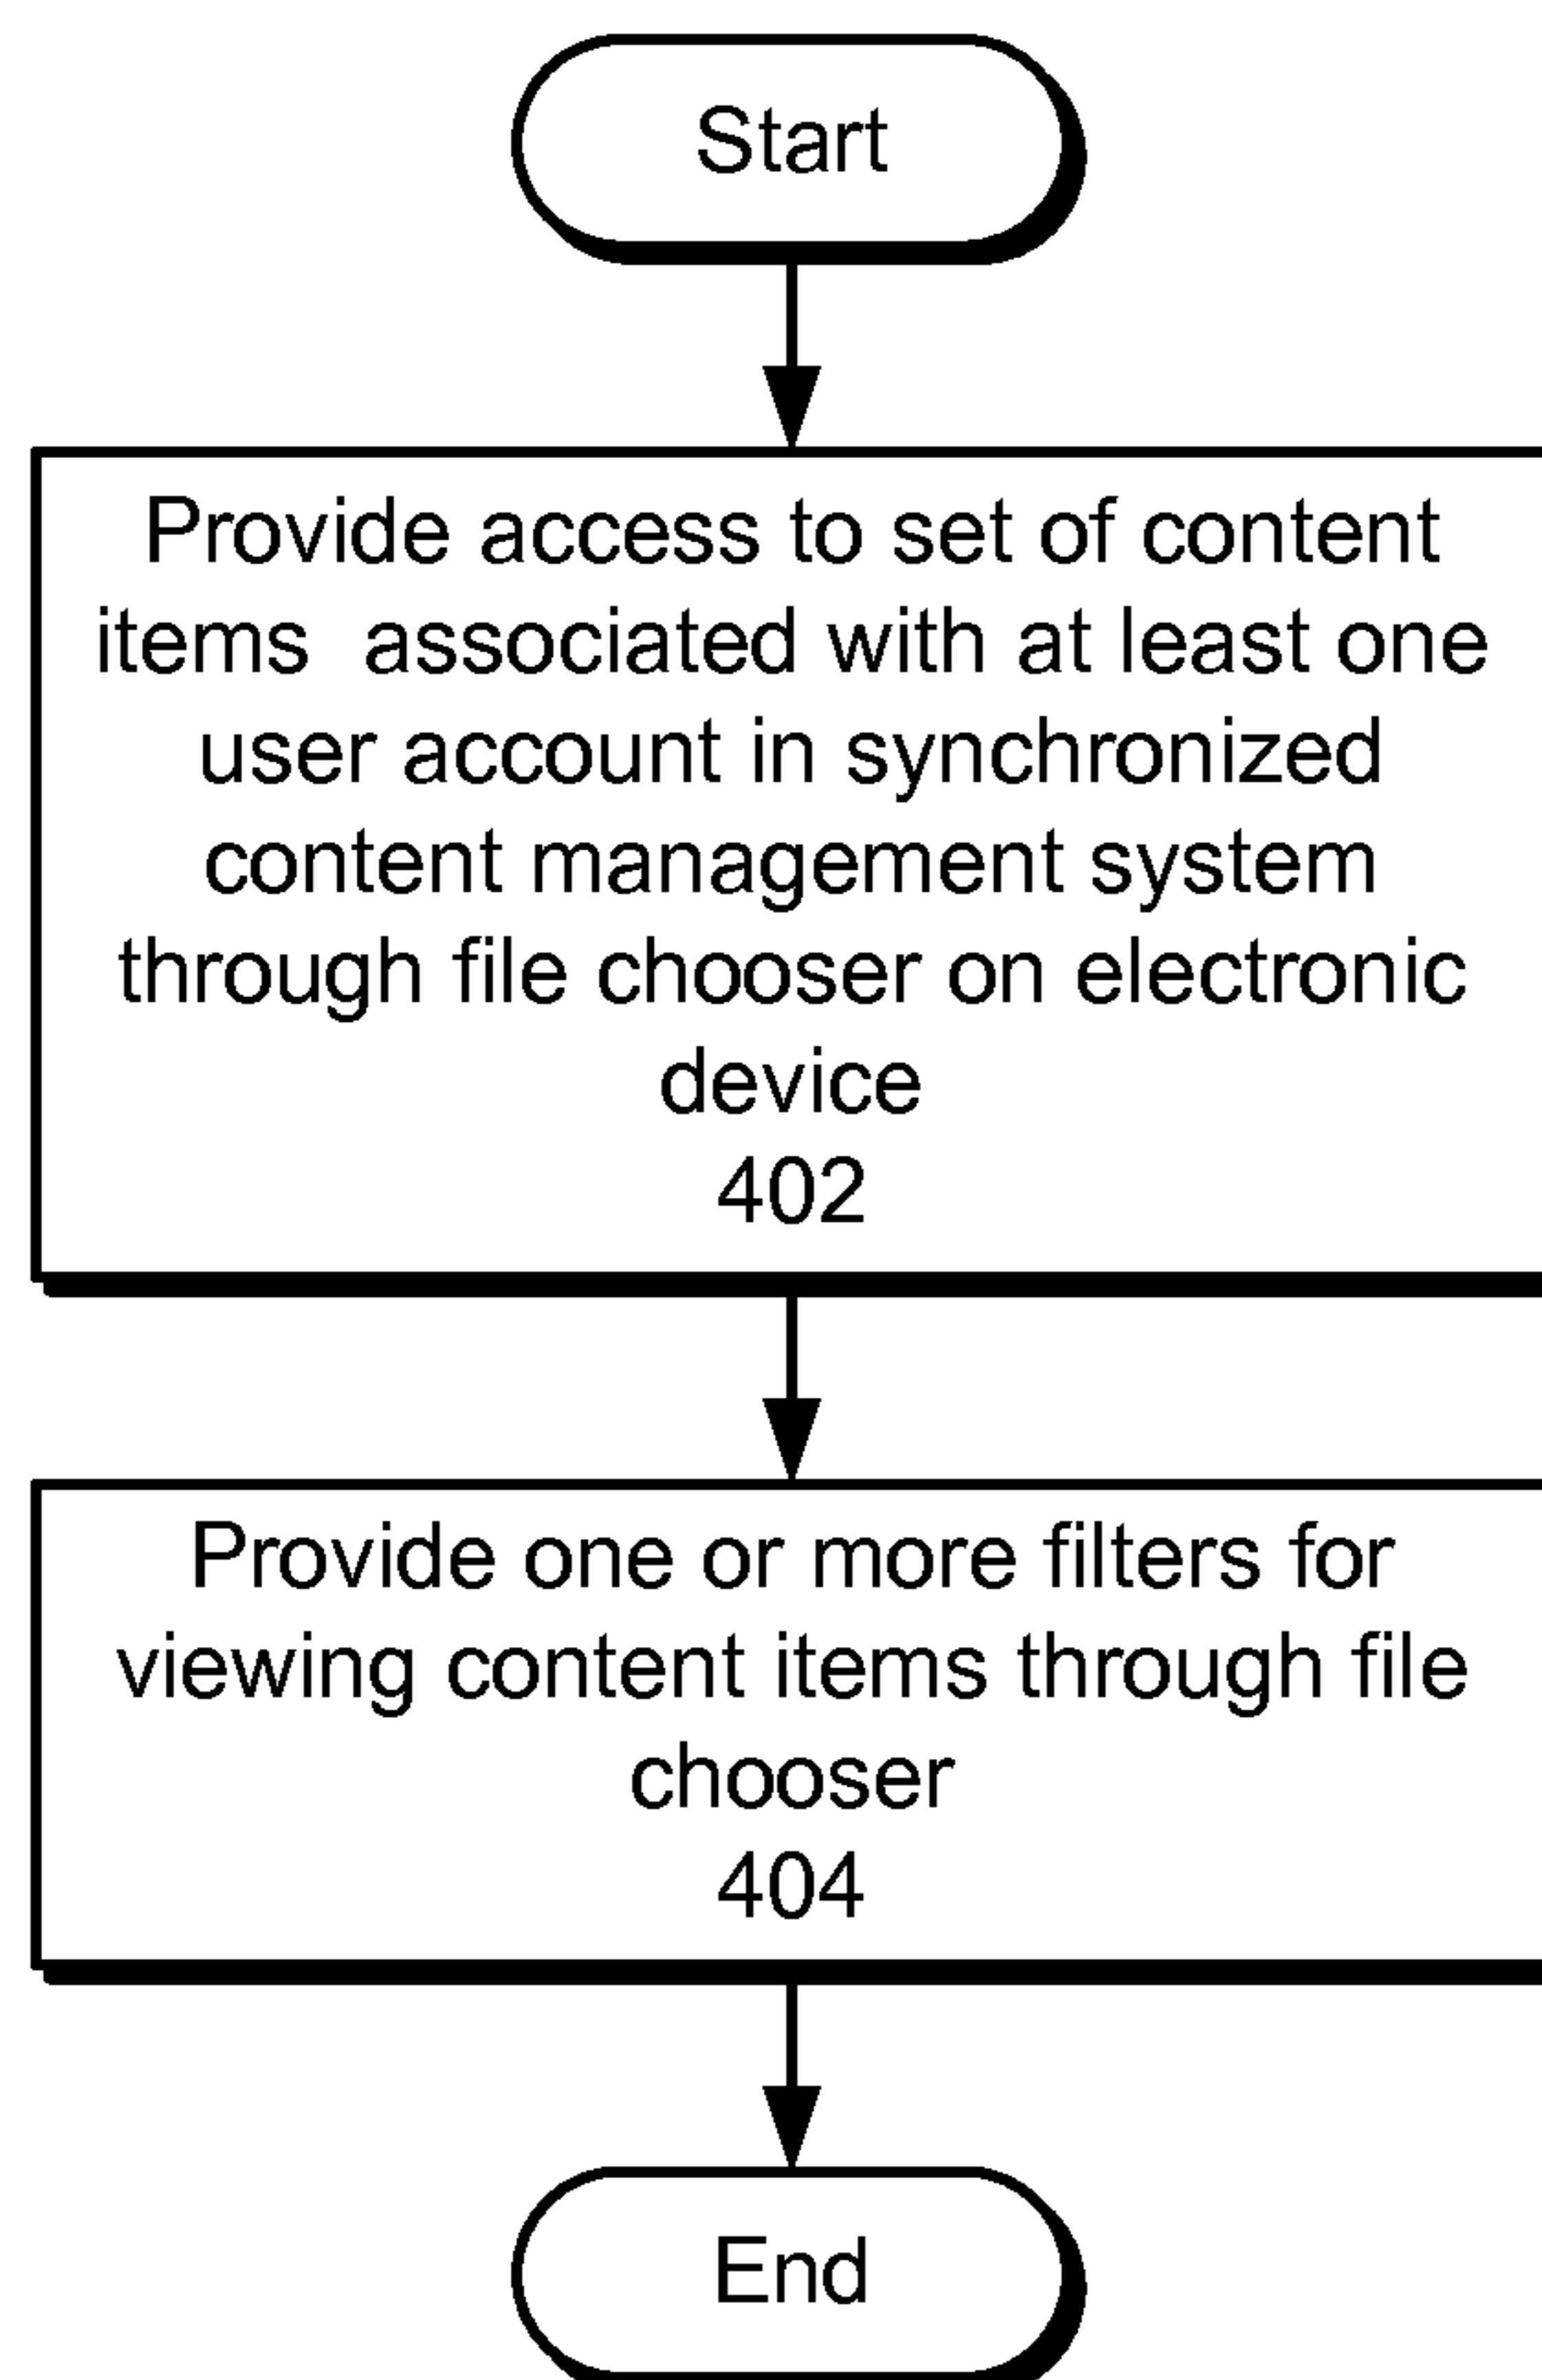 Start
Provide access to set of content
items associated with at least one
user account in synchronized
content management system
through file chooser on electronic
device
402
Provide one or more filters for
viewing content items through file
chooser
404
End